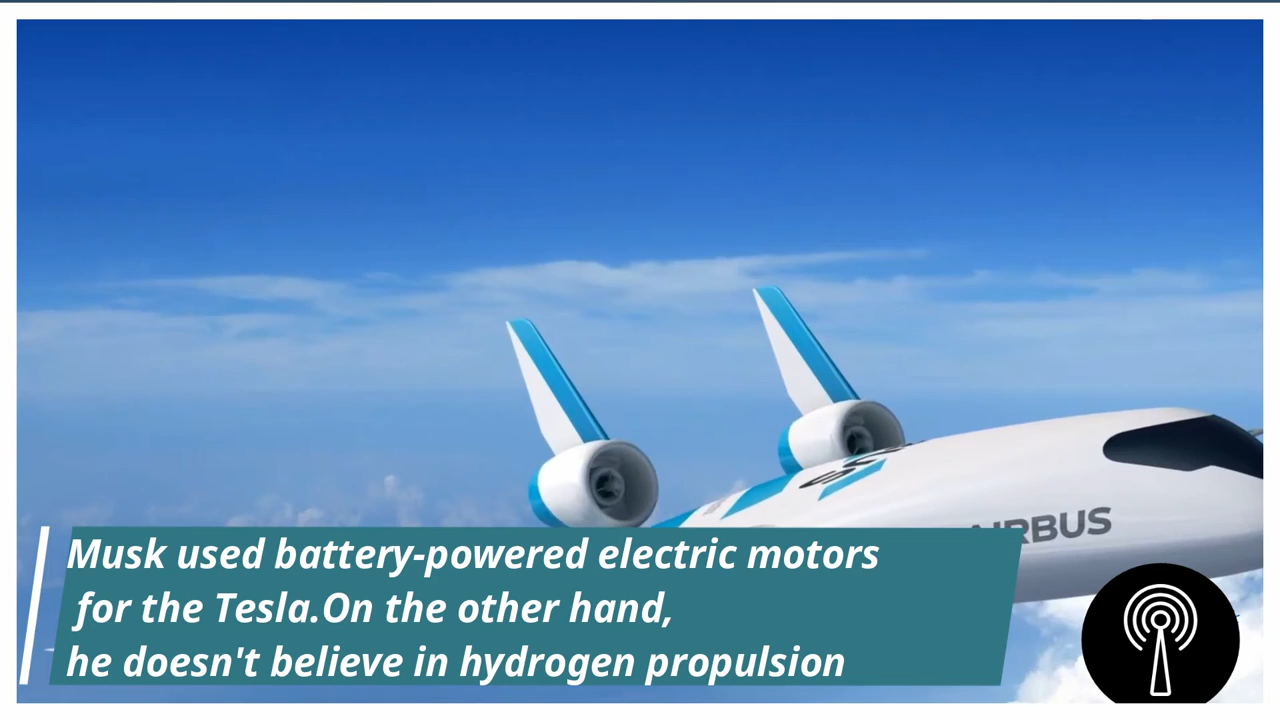 AIRBUS
Musk used battery-powered electric motors
for the Tesla.On the other hand,
he doesn't believe in hydrogen propulsion